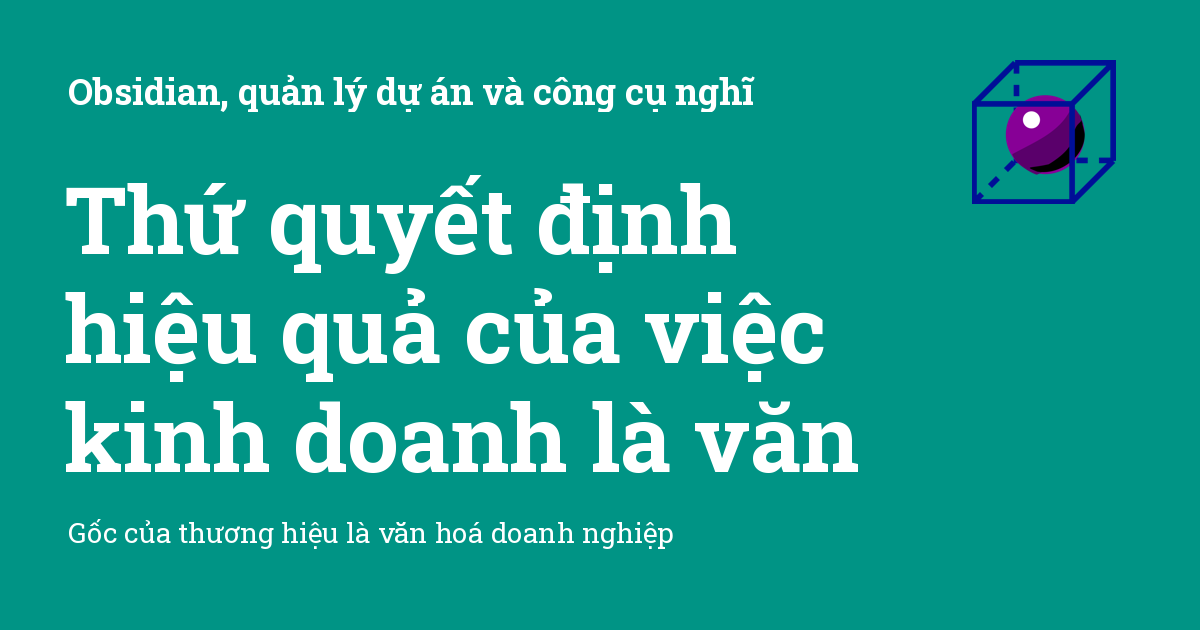 Obsidian, quản lý dự án và công cụ nghĩ
Thứ quyết định
hiệu quả của việc
kinh doanh là văn
Gốc của thương hiệu là văn hoá doanh nghiệp